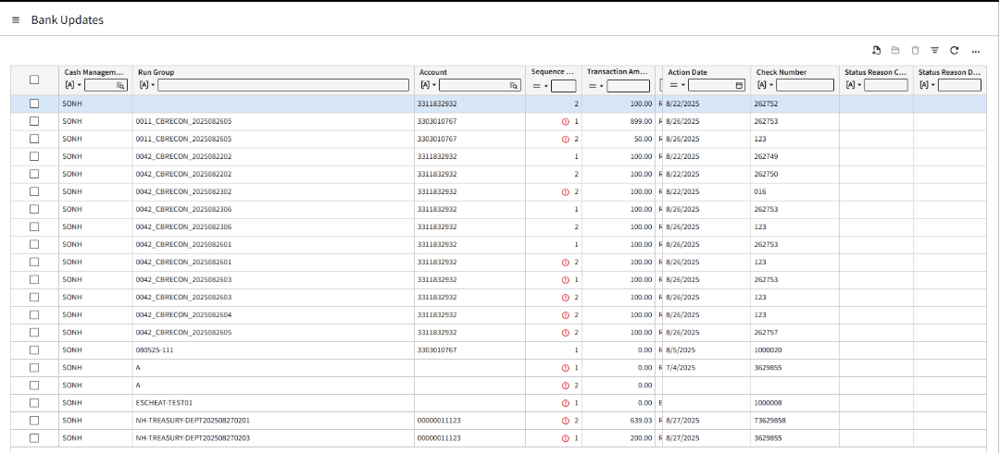 Bank Updates
Cash Managem... Run Group Account Sequence ... Transaction Am... Action Date Check Number Status Reason C... Status Reason D...
[A] [A] [A] = = = [A] [A] [A]
SONH 3311832932 2 100.00 R 8/22/2025 262752
SONH 0011_CBRECON_2025082605 3303010767 1 899.00 R 8/26/2025 262753
SONH 0011_CBRECON_2025082605 3303010767 2 50.00 R 8/26/2025 123
SONH 0042_CBRECON_2025082202 3311832932 1 100.00 R 8/22/2025 262749
SONH 0042_CBRECON_2025082202 3311832932 2 100.00 R 8/22/2025 262750
SONH 0042_CBRECON_2025082302 3311832932 2 100.00 R 8/22/2025 016
SONH 0042_CBRECON_2025082306 3311832932 1 100.00 R 8/26/2025 262753
SONH 0042_CBRECON_2025082306 3311832932 2 100.00 R 8/26/2025 123
SONH 0042_CBRECON_2025082601 3311832932 1 100.00 R 8/26/2025 262753
SONH 0042_CBRECON_2025082601 3311832932 2 100.00 R 8/26/2025 123
SONH 0042_CBRECON_2025082603 3311832932 1 100.00 R 8/26/2025 262753
SONH 0042_CBRECON_2025082603 3311832932 2 100.00 R 8/26/2025 123
SONH 0042_CBRECON_2025082604 3311832932 2 100.00 R 8/26/2025 123
SONH 0042_CBRECON_2025082605 3311832932 2 100.00 R 8/26/2025 262757
SONH 080525-111 3303010767 1 0.00 R 8/5/2025 1000020
SONH A 1 0.00 R 7/4/2025 3629855
SONH A 2 0.00
SONH ESCHEAT-TEST01 1 0.00 E 1000008
SONH NH-TREASURY-DEPT202508270201 00000011123 2 639.03 R 8/27/2025 73629858
SONH NH-TREASURY-DEPT202508270203 00000011123 1 200.00 R 8/27/2025 3629855